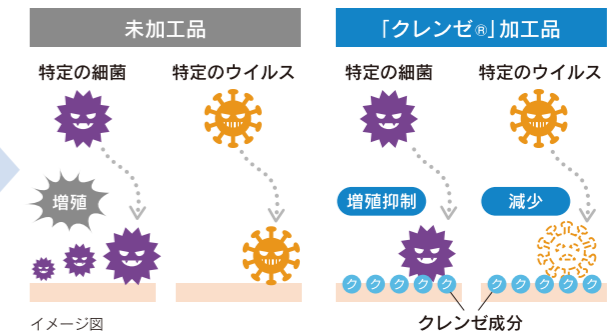 未加工品
「クレンゼ®」加工品
特定の細菌
特定のウイルス
特定の細菌
特定のウイルス
増殖
増殖抑制
減少
ク ク ク ク ク
ク ク ク ク ク
イメージ図
クレンゼ成分